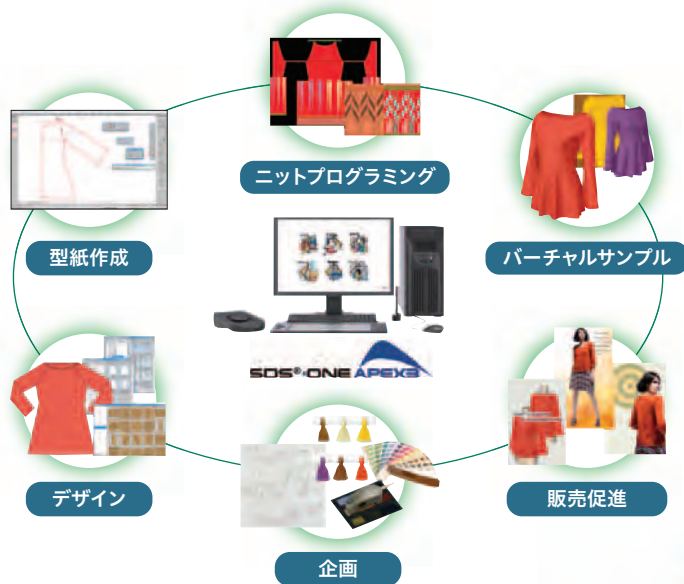 ニットプログラミング
型紙作成
バーチャルサンプル
SDS®-ONE APEX3
デザイン
販売促進
企画